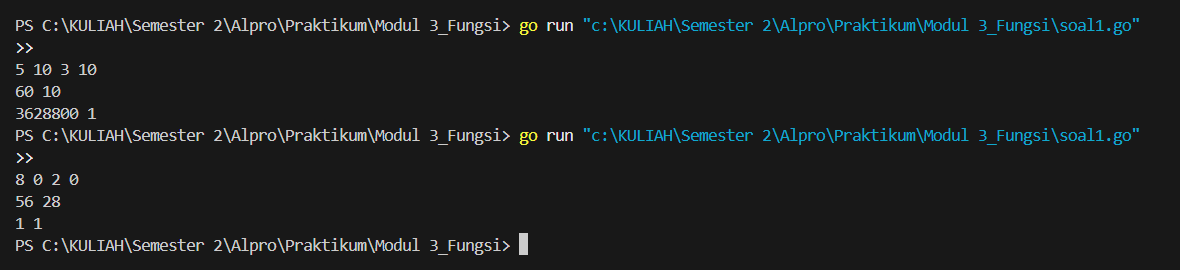 PS C:\KULIAH\Semester 2\Alpro\Praktikum\Modul 3_Fungsi> go run "c:\KULIAH\Semester 2\Alpro\Praktikum\Modul 3_Fungsi\soal1.go"
>>
5 10 3 10
60 10
3628800 1
PS C:\KULIAH\Semester 2\Alpro\Praktikum\Modul 3_Fungsi> go run "c:\KULIAH\Semester 2\Alpro\Praktikum\Modul 3_Fungsi\soal1.go"
>>
8 0 2 0
56 28
1 1
PS C:\KULIAH\Semester 2\Alpro\Praktikum\Modul 3_Fungsi>